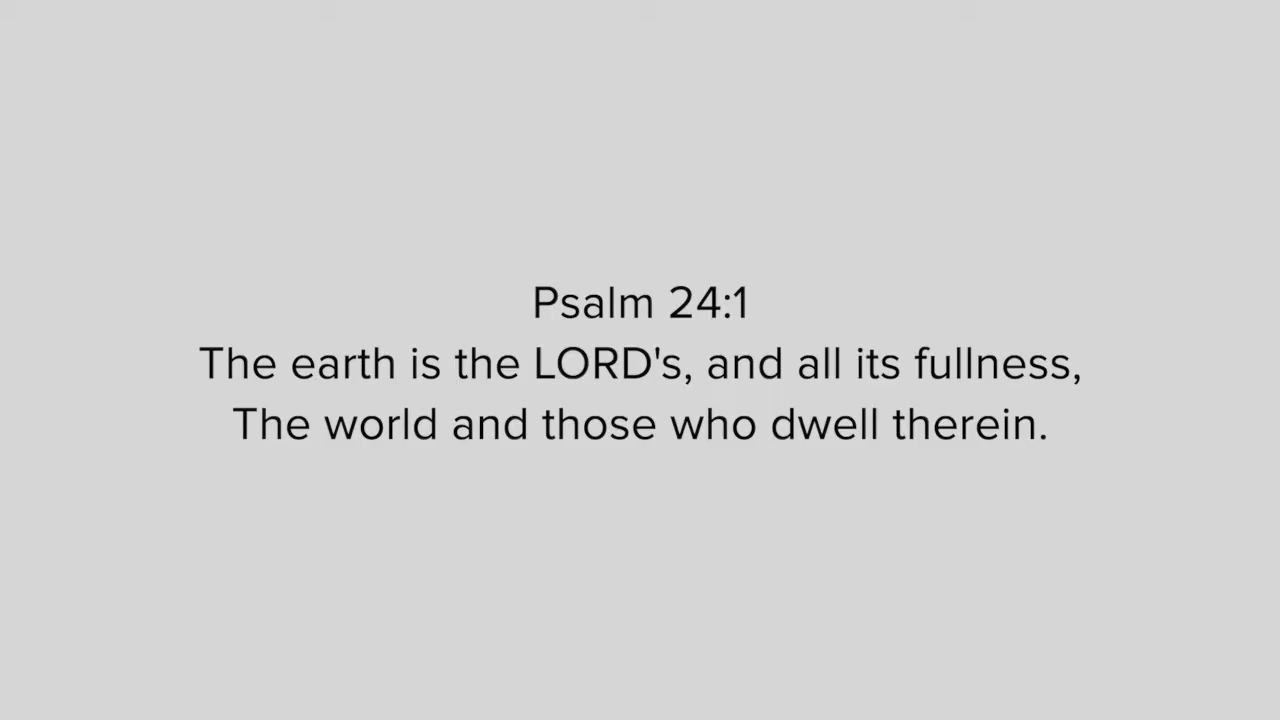 Psalm 24:1
The earth is the LORD's, and all its fullness,
The world and those who dwell therein.